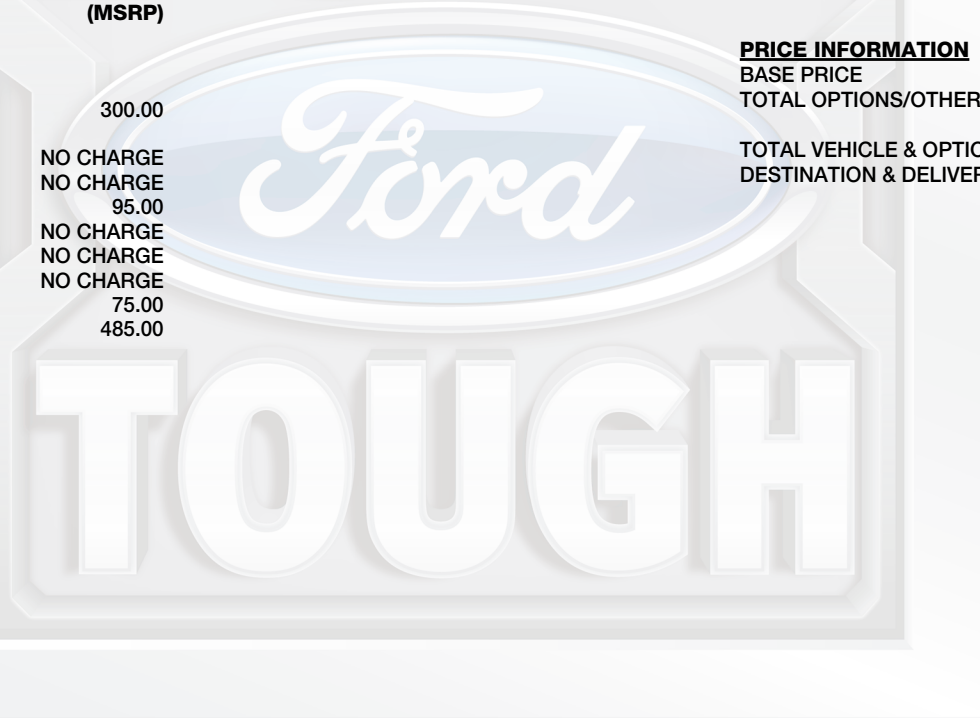 (MSRP)
300.00
NO CHARGE
NO CHARGE
95.00
NO CHARGE
NO CHARGE
NO CHARGE
75.00
485.00
PRICE INFORMATION
BASE PRICE
TOTAL OPTIONS/OTHER
TOTAL VEHICLE & OPTIO
DESTINATION & DELIVER
Ford
TOUGH